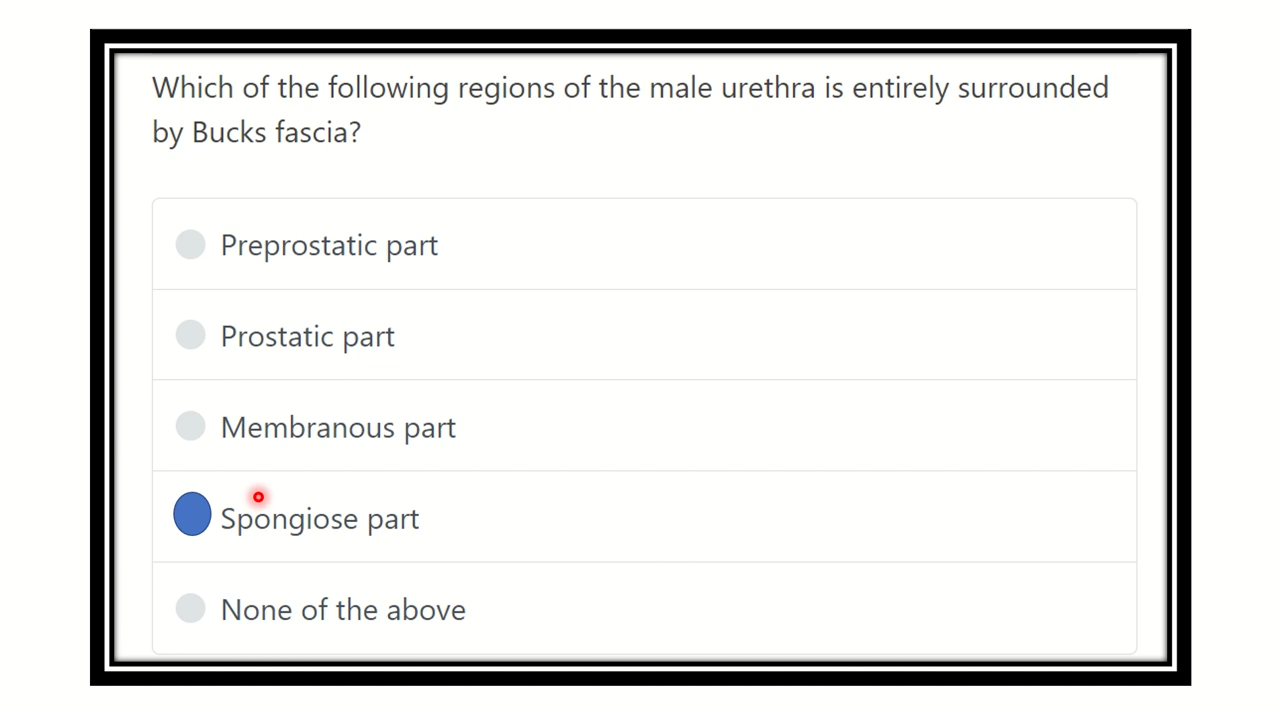 Which of the following regions of the male urethra is entirely surrounded
by Bucks fascia?
Preprostatic part
Prostatic part
Membranous part
Spongiose part
None of the above